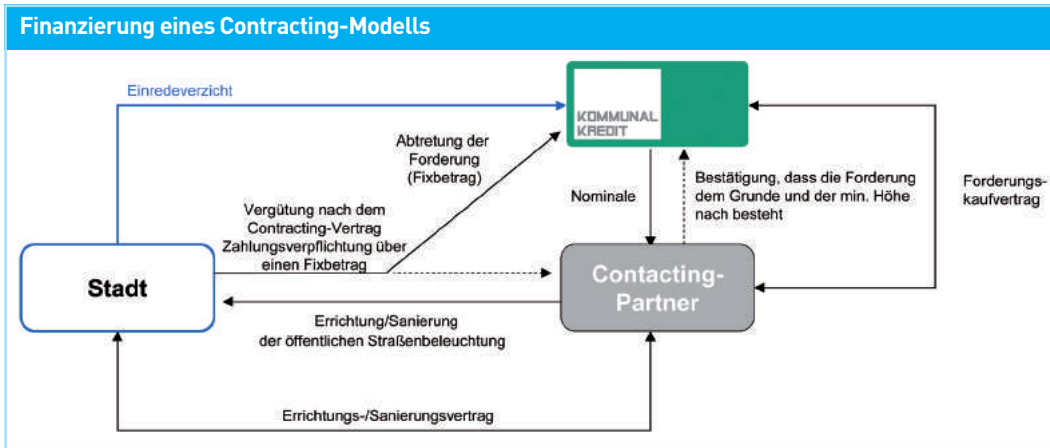 Finanzierung eines Contracting-Modells
Einredeverzicht
KOMMUNAL
KREDIT
Abtretung der
Forderung
(Fixbetrag)
Nominale
Bestätigung, dass die Forderung
dem Grunde und der min. Höhe
nach besteht
Forderungs-
kaufvertrag
Vergütung nach dem
Contracting-Vertrag
Zahlungsverpflichtung über
einen Fixbetrag
Stadt
Contacting-
Partner
Errichtung/Sanierung
der öffentlichen Straßenbeleuchtung
Errichtungs-/Sanierungsvertrag